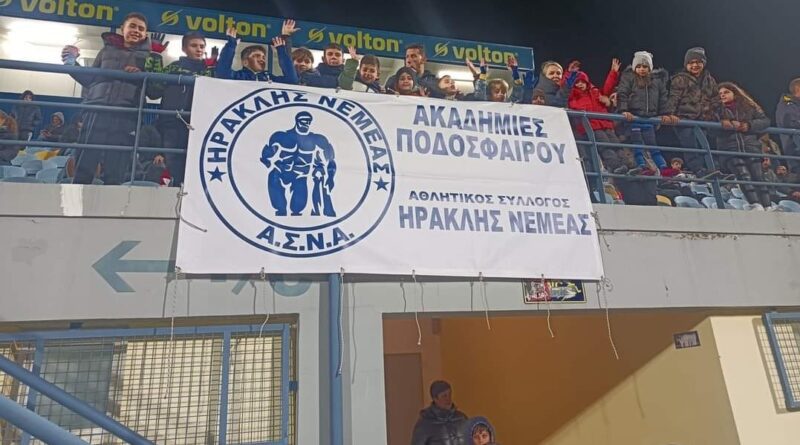 volton
volton
volton
volton
ΗΡΑΚΛΗΣ ΝΕΜΕΑΣ
Α.Σ.Ν.Α.
ΑΚΑΔΗΜΙΕΣ
ΠΟΔΟΣΦΑΙΡΟΥ
ΑΘΛΗΤΙΚΟΣ ΣΥΛΛΟΓΟΣ
ΗΡΑΚΛΗΣ ΝΕΜΕΑΣ